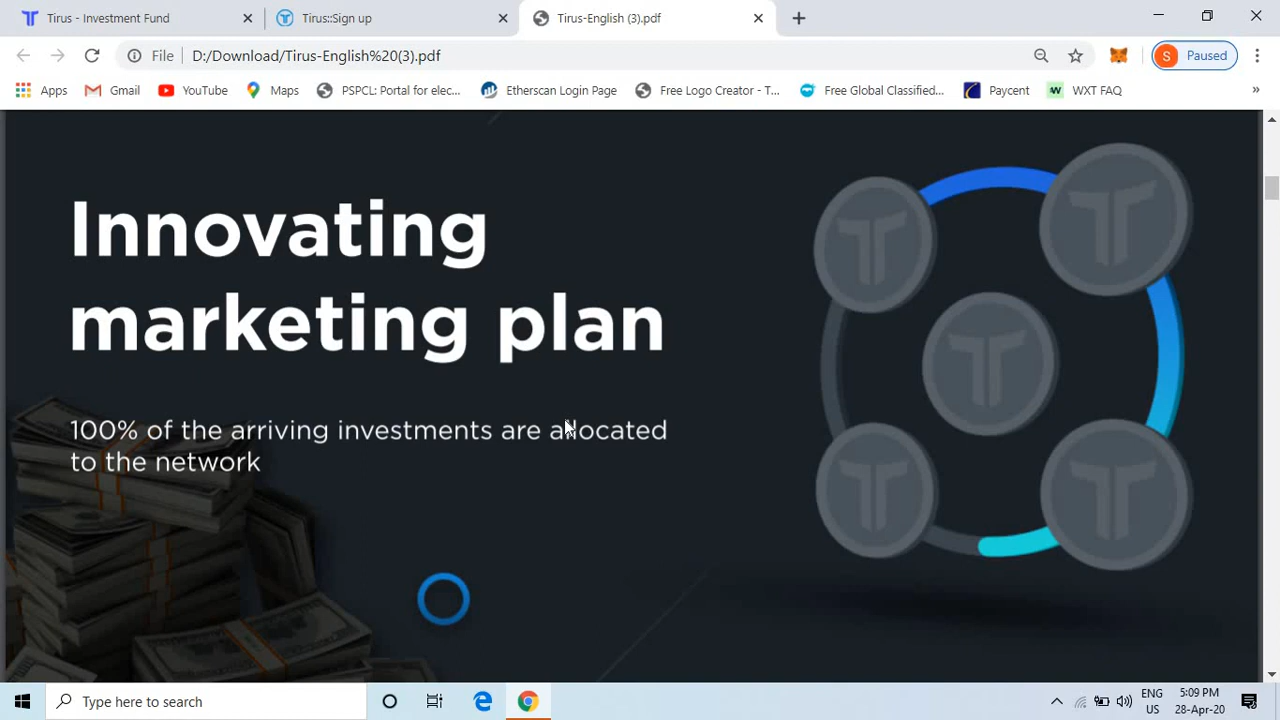 Tirus - Investment Fund
Tirus::Sign up
Tirus-English (3).pdf
File
D:/Download/Tirus-English%20(3).pdf
S
Paused
Apps
Gmail
YouTube
Maps
PSPCL: Portal for elec...
Etherscan Login Page
Free Logo Creator - T...
Free Global Classified...
Paycent
w
WXT FAQ
»
Innovating
marketing plan
100% of the arriving investments are allocated
to the network
Type here to search
ENG
US
5:09 PM
28-Apr-20